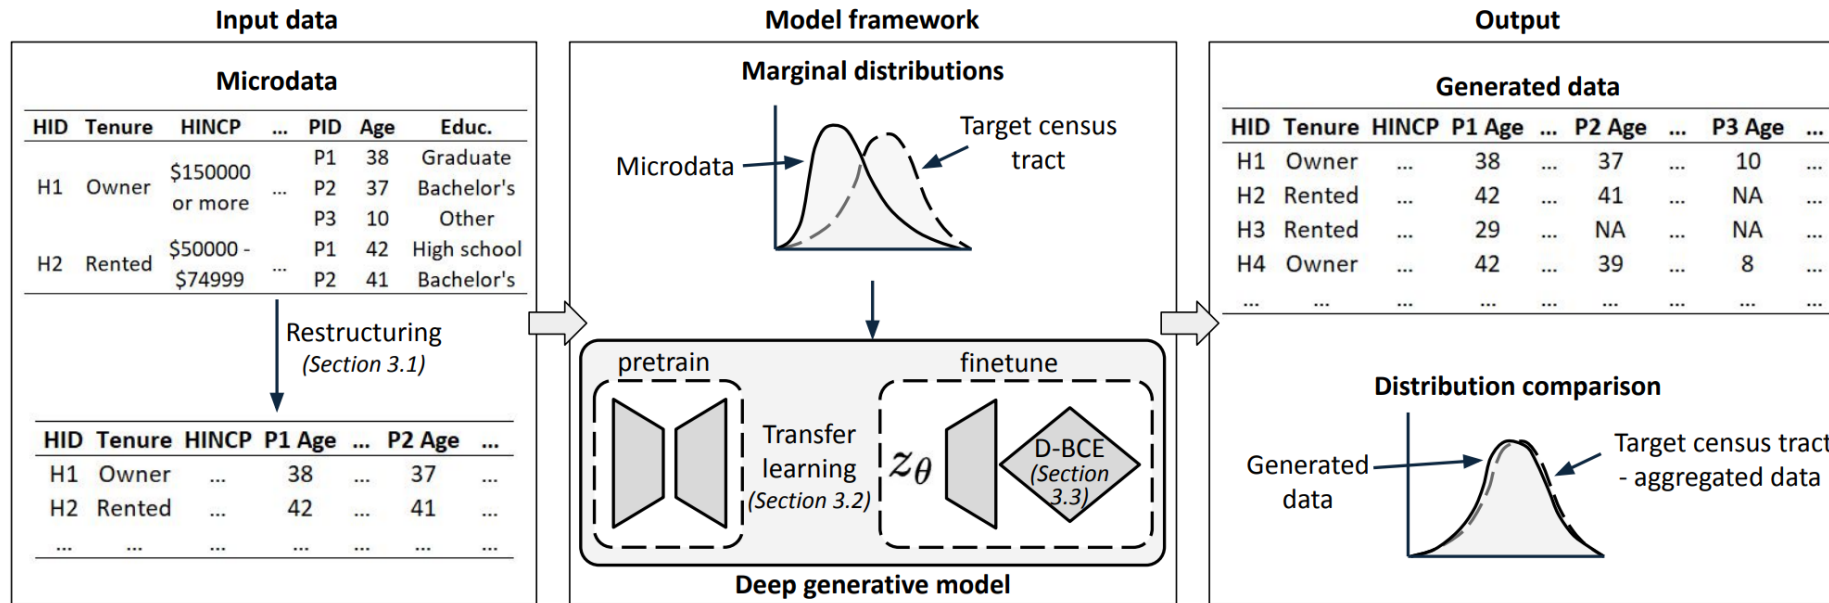 Input data
Microdata
HID Tenure HINCP ... PID Age Educ.
H1 Owner $150000 or more ... P1 38 Graduate
P2 37 Bachelor's
P3 10 Other
H2 Rented $50000 - $74999 ... P1 42 High school
P2 41 Bachelor's
Restructuring
(Section 3.1)
HID Tenure HINCP P1 Age ... P2 Age ...
H1 Owner ... 38 ... 37 ...
H2 Rented ... 42 ... 41 ...
... ... ... ... ... ... ...
Model framework
Marginal distributions
Microdata
Target census
tract
pretrain
Transfer
learning
(Section 3.2)
finetune
zθ
D-BCE
(Section
3.3)
Deep generative model
Output
Generated data
HID Tenure HINCP P1 Age ... P2 Age ... P3 Age ...
H1 Owner ... 38 ... 37 ... 10 ...
H2 Rented ... 42 ... 41 ... NA ...
H3 Rented ... 29 ... NA ... NA ...
H4 Owner ... 42 ... 39 ... 8 ...
... ... ... ... ... ... ... ... ...
Distribution comparison
Generated
data
Target census tract
- aggregated data